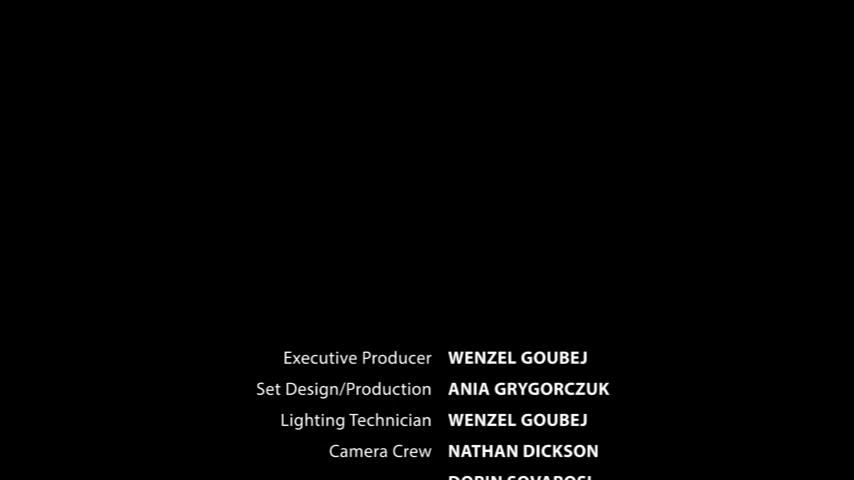 Executive Producer WENZEL GOUBEJ
Set Design/Production ANIA GRYGORCZUK
Lighting Technician WENZEL GOUBEJ
Camera Crew NATHAN DICKSON